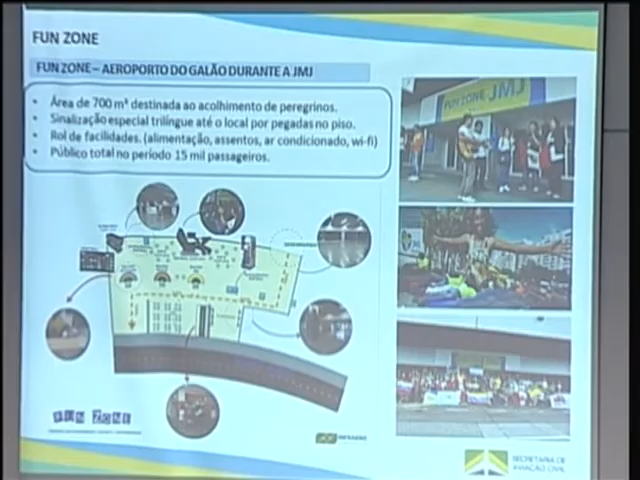 FUN ZONE
FUN ZONE – AEROPORTO DO GALÃO DURANTE A JMJ
• Área de 700 m² destinada ao acolhimento de peregrinos.
• Sinalização especial trilíngue até o local por pegadas no piso.
• Rol de facilidades. (alimentação, assentos, ar condicionado, wi-fi)
• Público total no período 15 mil passageiros.
FUN ZONE JMJ
FUN ZONE
INFRAERO
SECRETARIA DE
AVIAÇÃO CIVIL